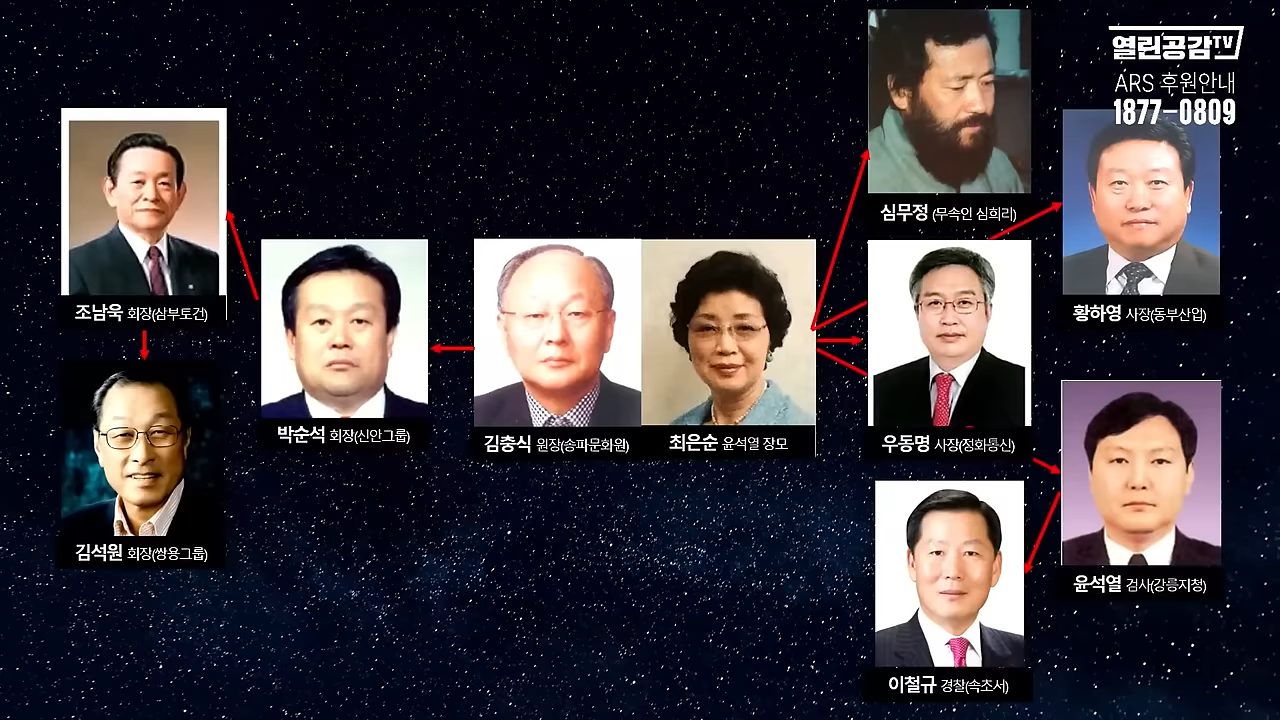 열린공감TV
ARS 후원안내
1877-0809
심무정 (무속인 심희리)
조남욱 회장(삼부토건)
황하영 사장(동부산업)
박순석 회장(신안그룹)
김충식 원장(송파문화원)
최은순 윤석열 장모
우동명 사장(정화통신)
김석원 회장(쌍용그룹)
윤석열 검사(강릉지청)
이철규 경찰(속초서)